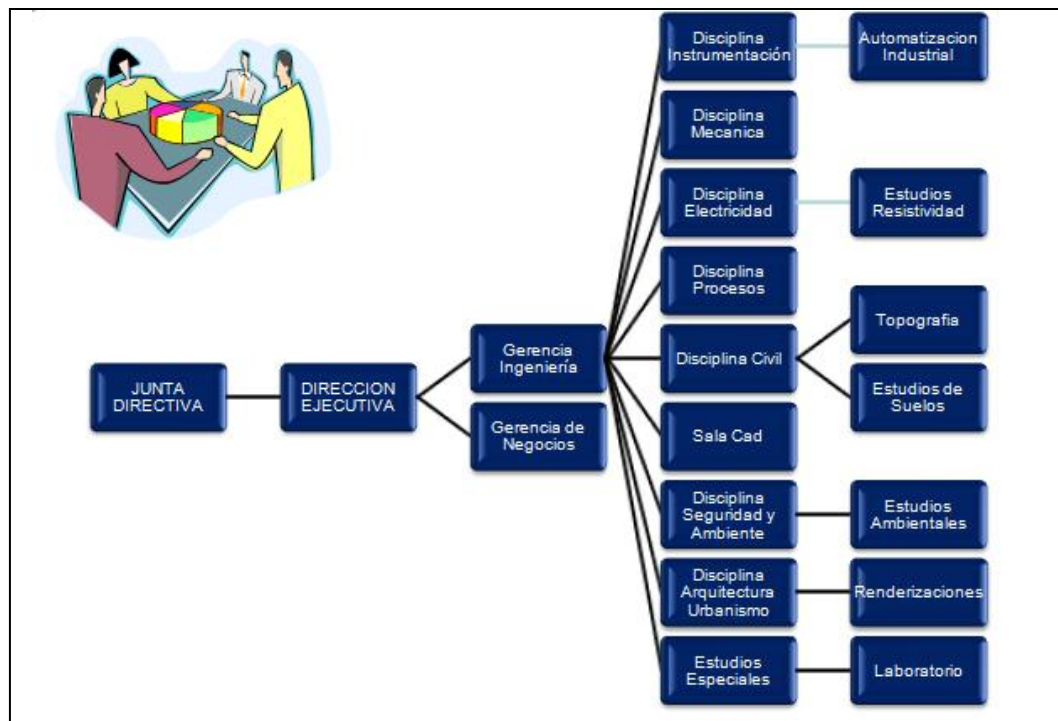 JUNTA
DIRECTIVA
DIRECCION
EJECUTIVA
Gerencia
Ingeniería
Gerencia de
Negocios
Disciplina
Instrumentación
Automatizacion
Industrial
Disciplina
Mecanica
Disciplina
Electricidad
Estudios
Resistividad
Disciplina
Procesos
Disciplina Civil
Topografia
Estudios de
Suelos
Sala Cad
Disciplina
Seguridad y
Ambiente
Estudios
Ambientales
Disciplina
Arquitectura
Urbanismo
Renderizaciones
Estudios
Especiales
Laboratorio